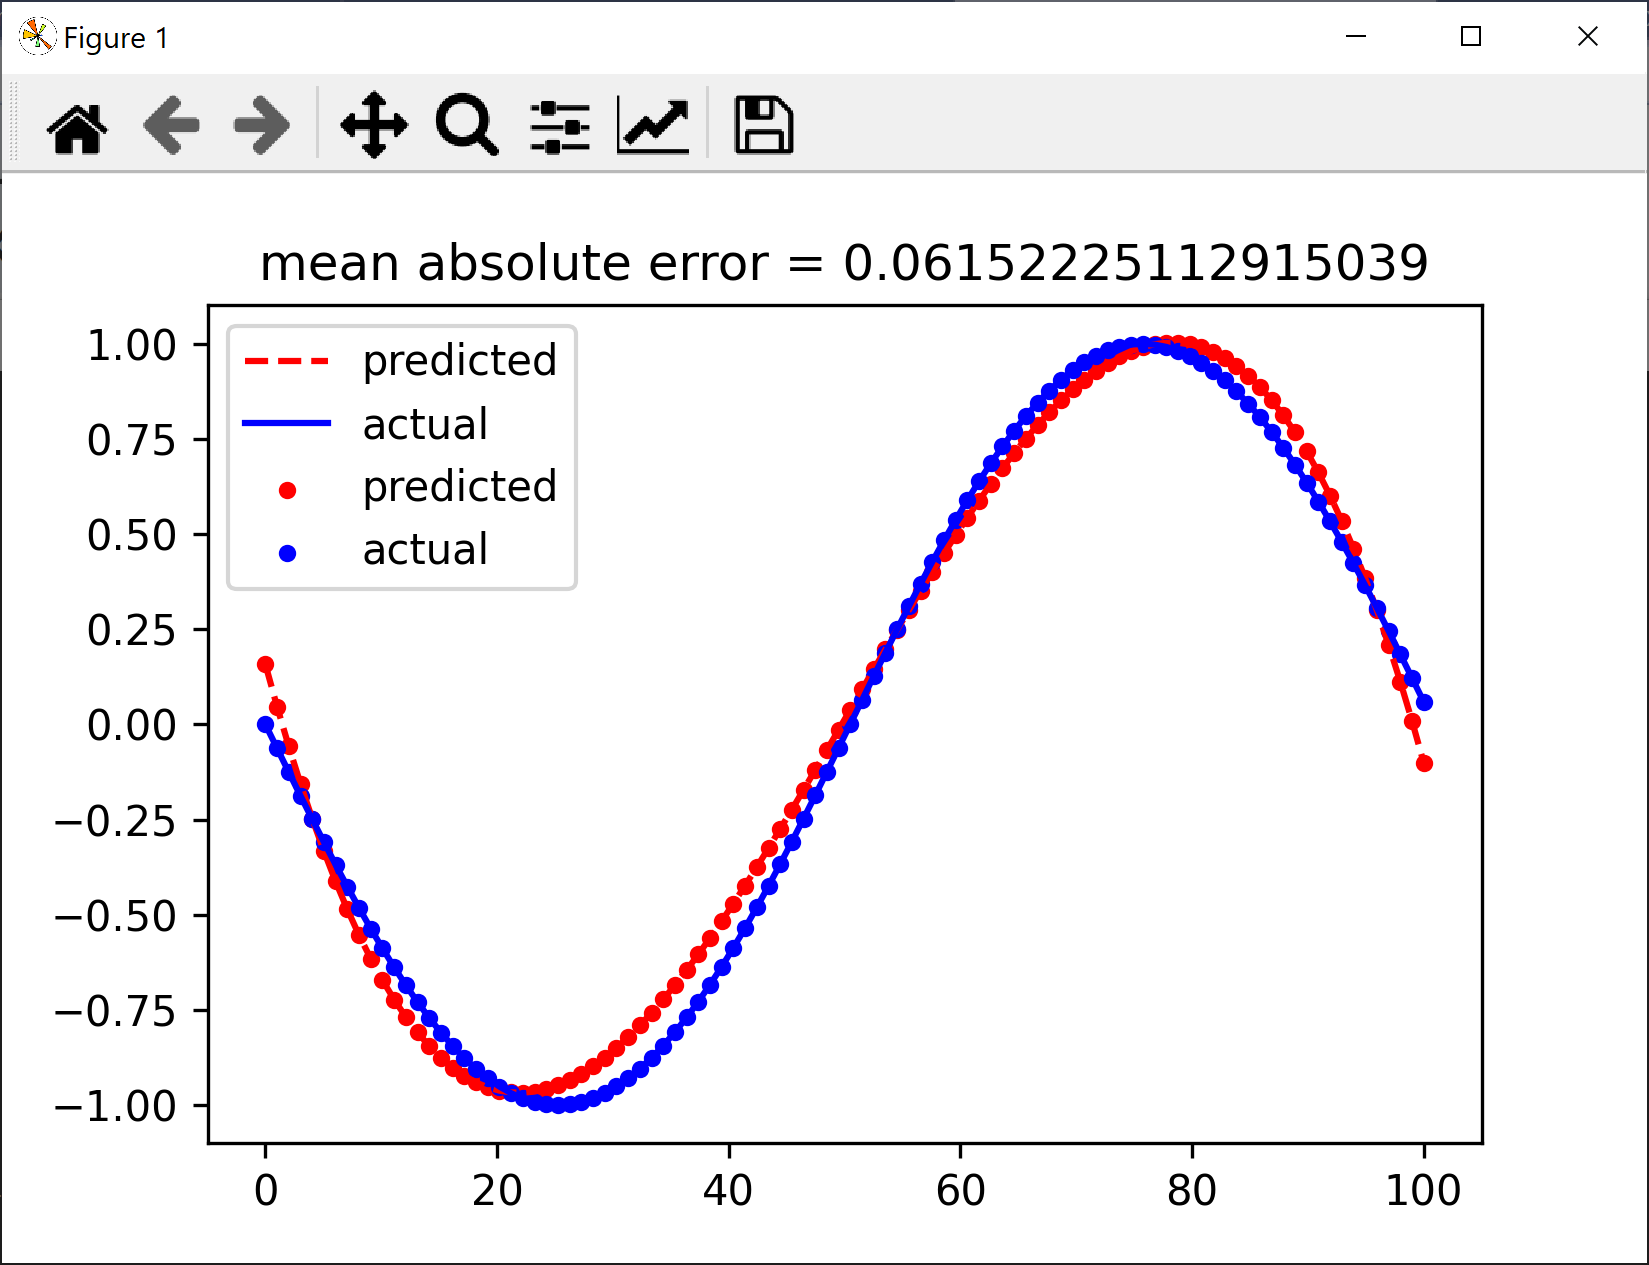 Figure 1
mean absolute error = 0.06152225112915039
predicted
actual
predicted
actual
1.00
0.75
0.50
0.25
0.00
−0.25
−0.50
−0.75
−1.00
0 20 40 60 80 100